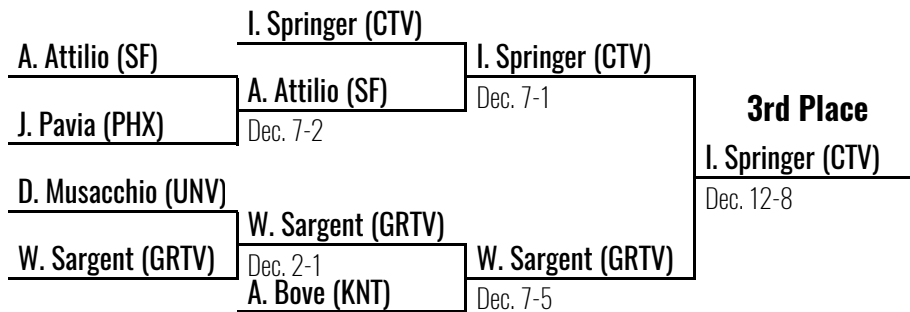 I. Springer (CTV)
A. Attilio (SF)
I. Springer (CTV)
A. Attilio (SF)
Dec. 7-1
3rd Place
J. Pavia (PHX)
Dec. 7-2
I. Springer (CTV)
D. Musacchio (UNV)
Dec. 12-8
W. Sargent (GRTV)
W. Sargent (GRTV)
Dec. 2-1
W. Sargent (GRTV)
A. Bove (KNT)
Dec. 7-5